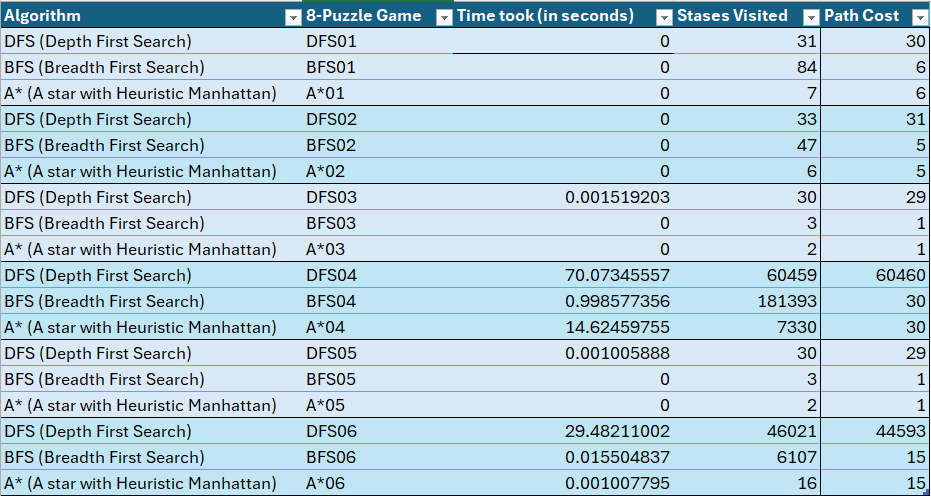 Algorithm 8-Puzzle Game Time took (in seconds) Stases Visited Path Cost
DFS (Depth First Search) DFS01 0 31 30
BFS (Breadth First Search) BFS01 0 84 6
A* (A star with Heuristic Manhattan) A*01 0 7 6
DFS (Depth First Search) DFS02 0 33 31
BFS (Breadth First Search) BFS02 0 47 5
A* (A star with Heuristic Manhattan) A*02 0 6 5
DFS (Depth First Search) DFS03 0.001519203 30 29
BFS (Breadth First Search) BFS03 0 3 1
A* (A star with Heuristic Manhattan) A*03 0 2 1
DFS (Depth First Search) DFS04 70.07345557 60459 60460
BFS (Breadth First Search) BFS04 0.998577356 181393 30
A* (A star with Heuristic Manhattan) A*04 14.62459755 7330 30
DFS (Depth First Search) DFS05 0.001005888 30 29
BFS (Breadth First Search) BFS05 0 3 1
A* (A star with Heuristic Manhattan) A*05 0 2 1
DFS (Depth First Search) DFS06 29.48211002 46021 44593
BFS (Breadth First Search) BFS06 0.015504837 6107 15
A* (A star with Heuristic Manhattan) A*06 0.001007795 16 15